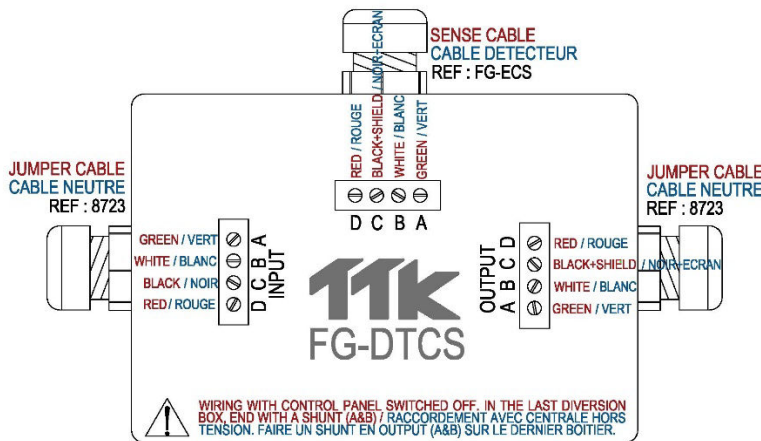 SENSE CABLE
CABLE DETECTEUR
REF : FG-ECS
RED / ROUGE
BLACK+SHIELD / NOIR-ECRAN
WHITE / BLANC
GREEN / VERT
D C B A
JUMPER CABLE
CABLE NEUTRE
REF : 8723
GREEN / VERT A
WHITE / BLANC B
BLACK / NOIR C
RED / ROUGE D
INPUT
TTK
FG-DTCS
JUMPER CABLE
CABLE NEUTRE
REF : 8723
OUTPUT
D RED / ROUGE
C BLACK+SHIELD / NOIR-ECRAN
B WHITE / BLANC
A GREEN / VERT
WIRING WITH CONTROL PANEL SWITCHED OFF. IN THE LAST DIVERSION
BOX, END WITH A SHUNT (A&B) / RACCORDEMENT AVEC CENTRALE HORS
TENSION. FAIRE UN SHUNT EN OUTPUT (A&B) SUR LE DERNIER BOÎTIER.